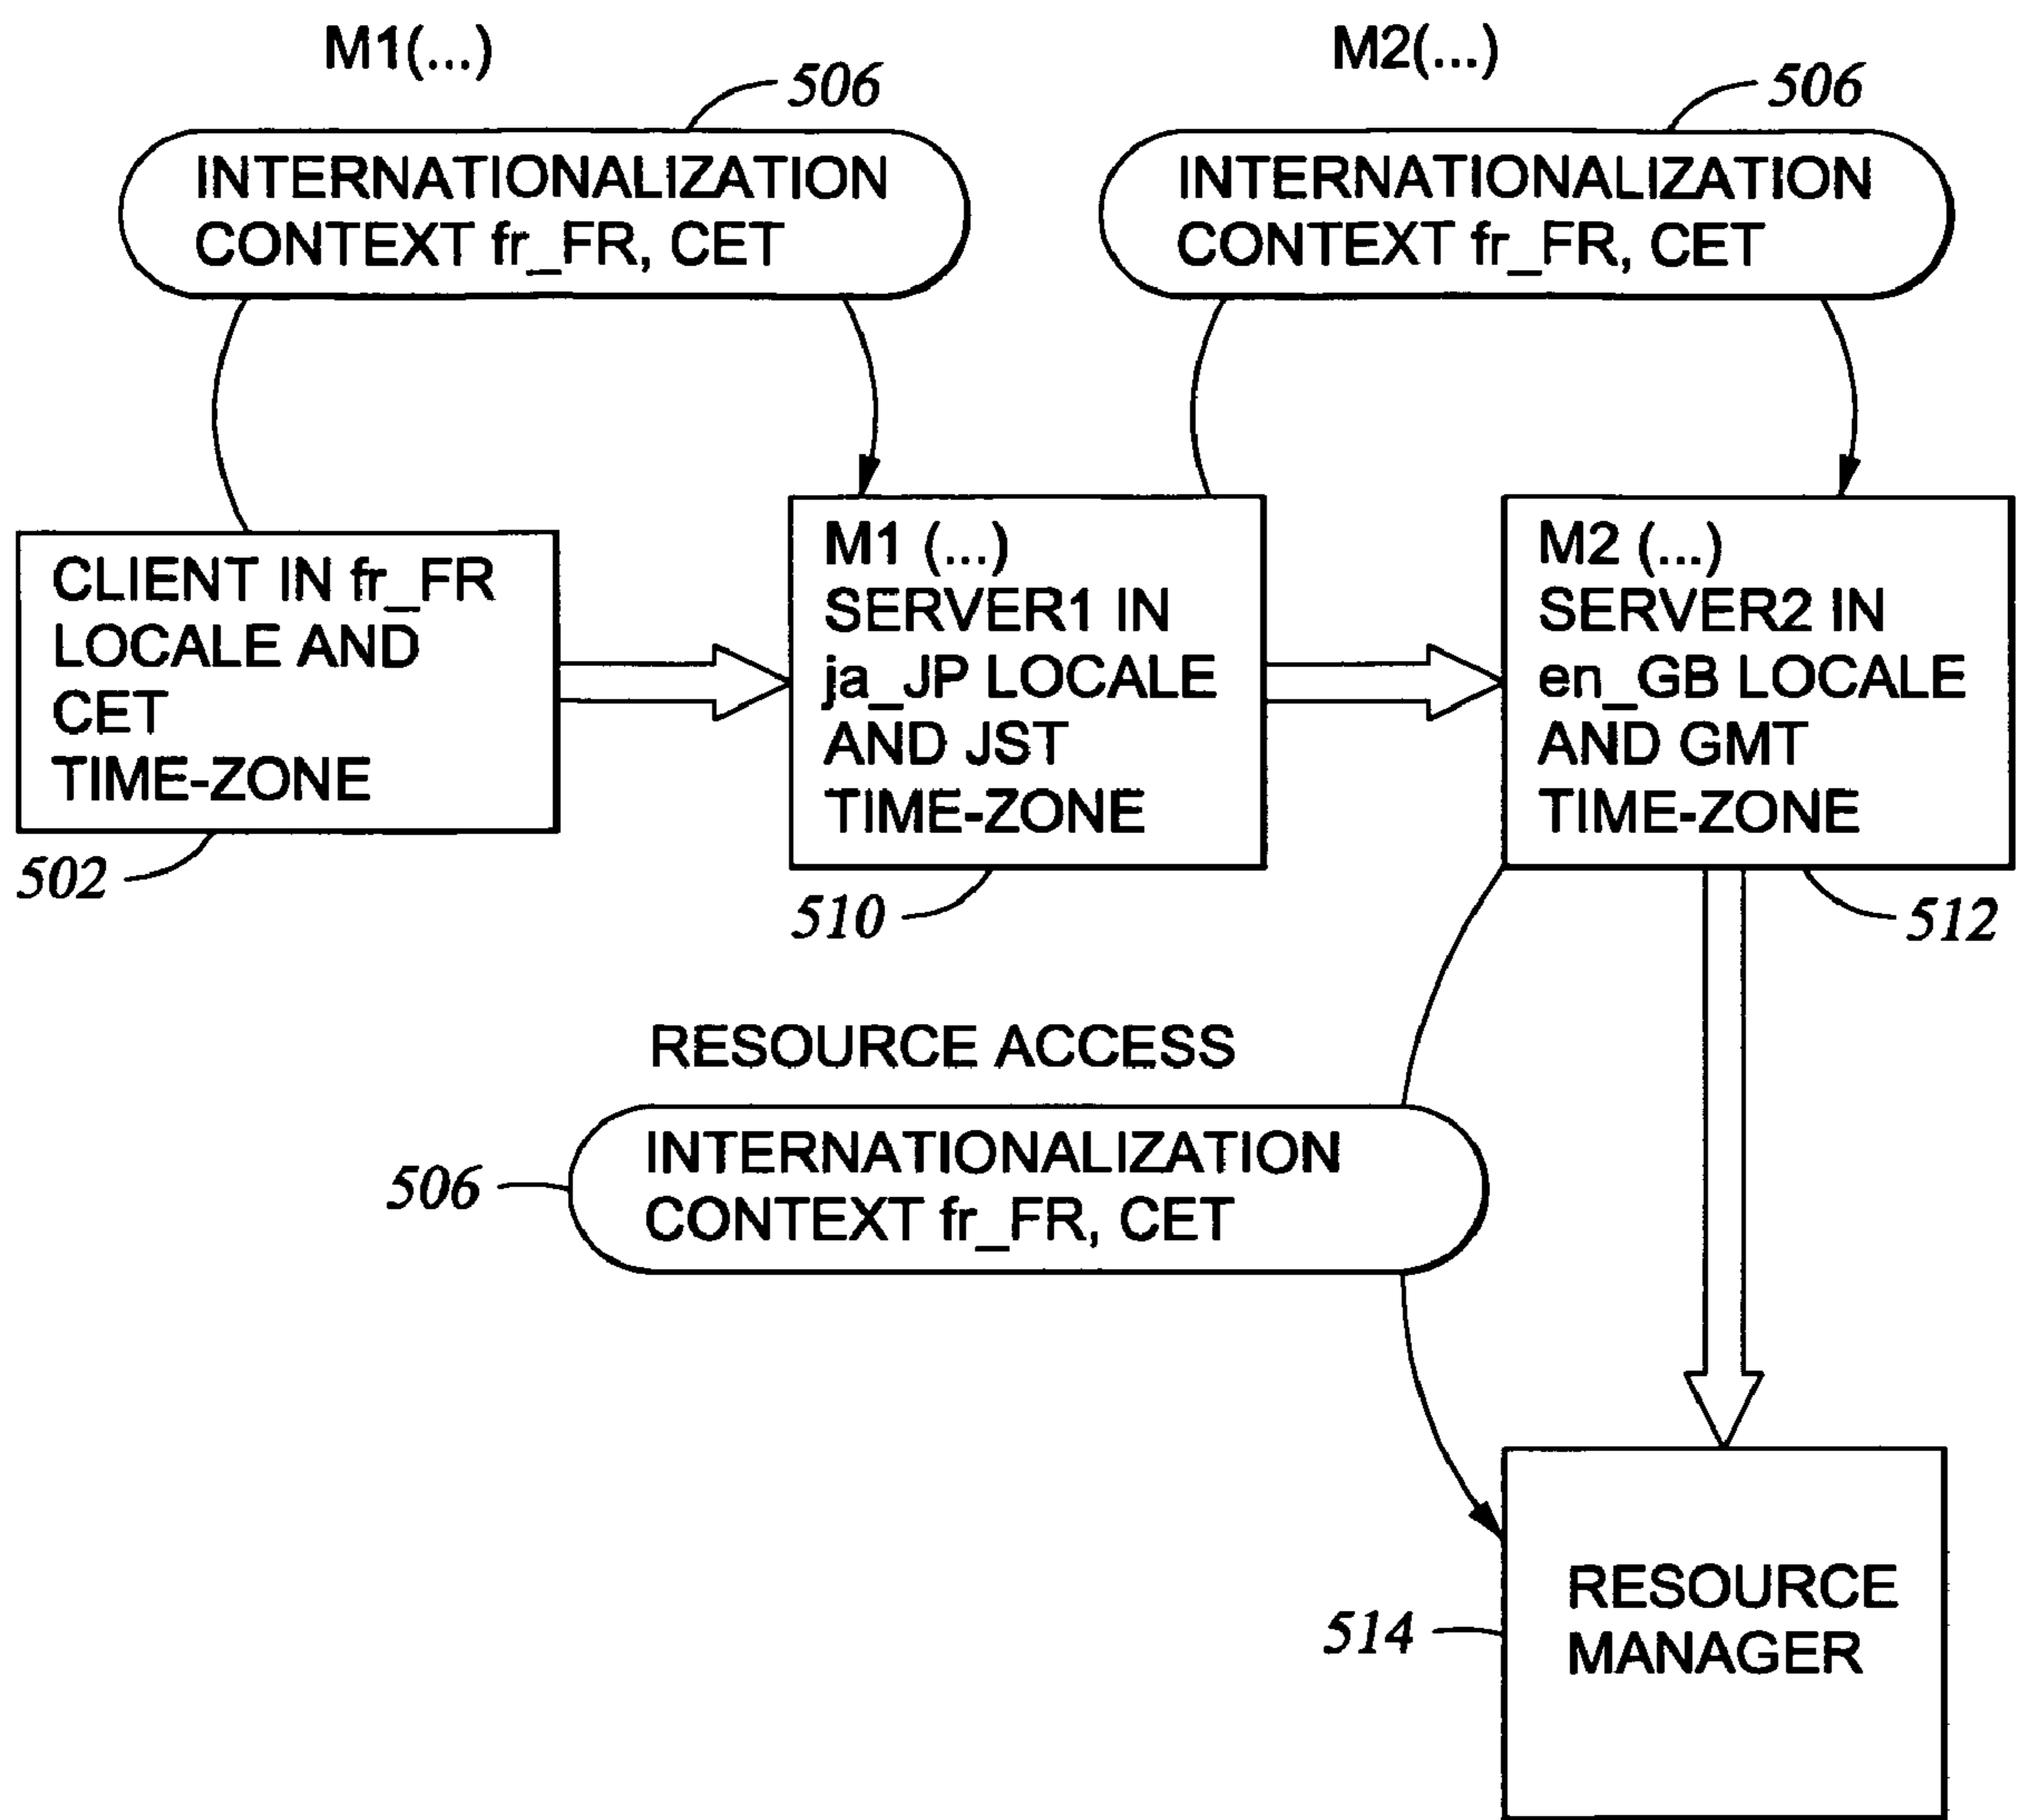 M1(...)
506
INTERNATIONALIZATION
CONTEXT fr_FR, CET
M2(...)
506
INTERNATIONALIZATION
CONTEXT fr_FR, CET
CLIENT IN fr_FR
LOCALE AND
CET
TIME-ZONE
502
M1 (...)
SERVER1 IN
ja_JP LOCALE
AND JST
TIME-ZONE
510
M2 (...)
SERVER2 IN
en_GB LOCALE
AND GMT
TIME-ZONE
512
RESOURCE ACCESS
506
INTERNATIONALIZATION
CONTEXT fr_FR, CET
514
RESOURCE
MANAGER